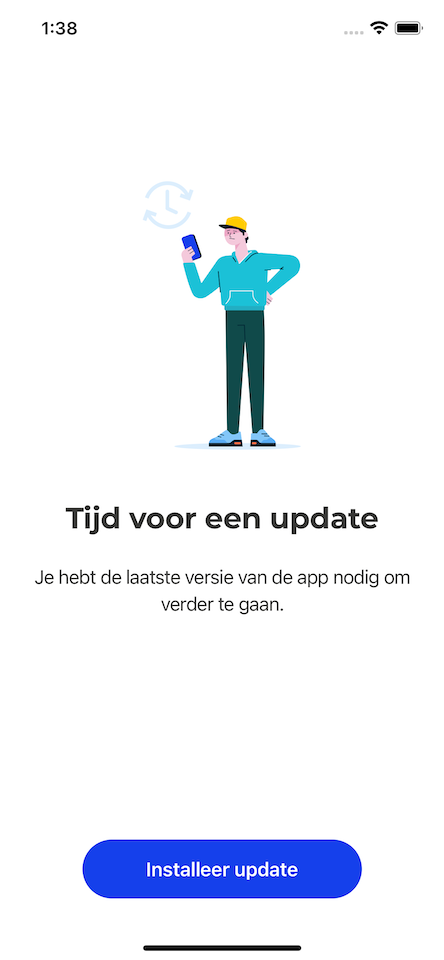 1:38
Tijd voor een update
Je hebt de laatste versie van de app nodig om
verder te gaan.
Installeer update